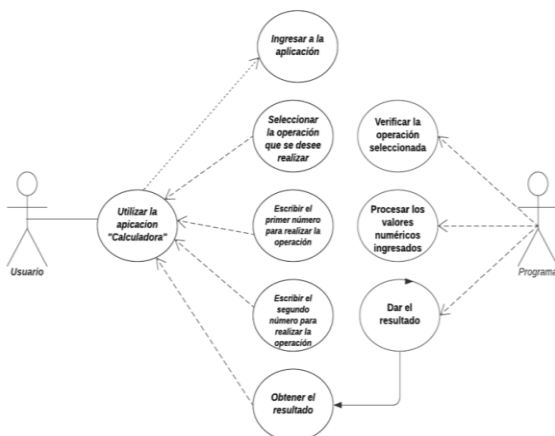 Ingresar a la
aplicación
Seleccionar
la operación
que se desee
realizar
Verificar la
operación
seleccionada
Utilizar la
apicacion
"Calculadora"
Escribir el
primer número
para realizar la
operación
Procesar los
valores
numéricos
ingresados
Usuario
Programa
Escribir el
segundo
número para
realizar la
operación
Dar el
resultado
Obtener el
resultado